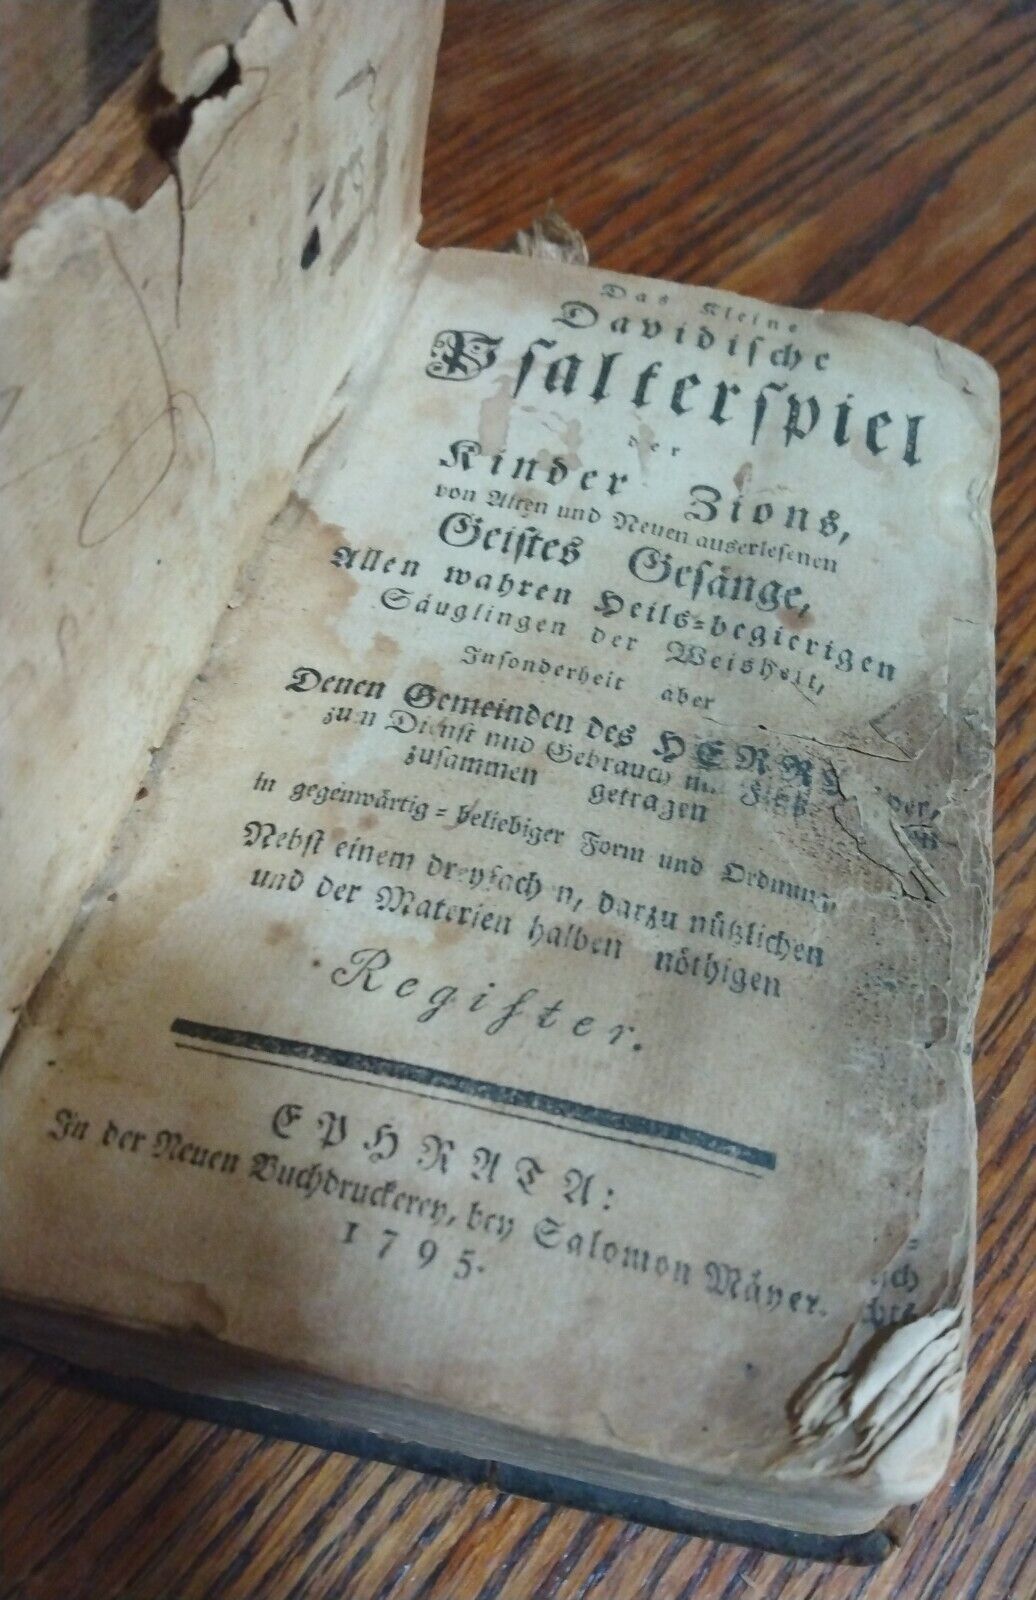 Das Kleine
Davidische
Psalterspiel
der
Kinder Zions,
von Alten und Neuen auserlesenen
Geistes Gesänge,
Allen wahren Heils=begierigen
Säuglingen der Weisheit,
Insonderheit aber
Denen Gemeinden des
zum Dienst und Gebrauch
zusammen getragen
in gegenwärtig=beliebiger Form und Ordnung,
Nebst einem dreyfachen, darzu nützlichen
und der Materien halben nöthigen
Register.
EPHRATA:
In der Neuen Buchdruckerey, bey Salomon Mäyer.
1795.